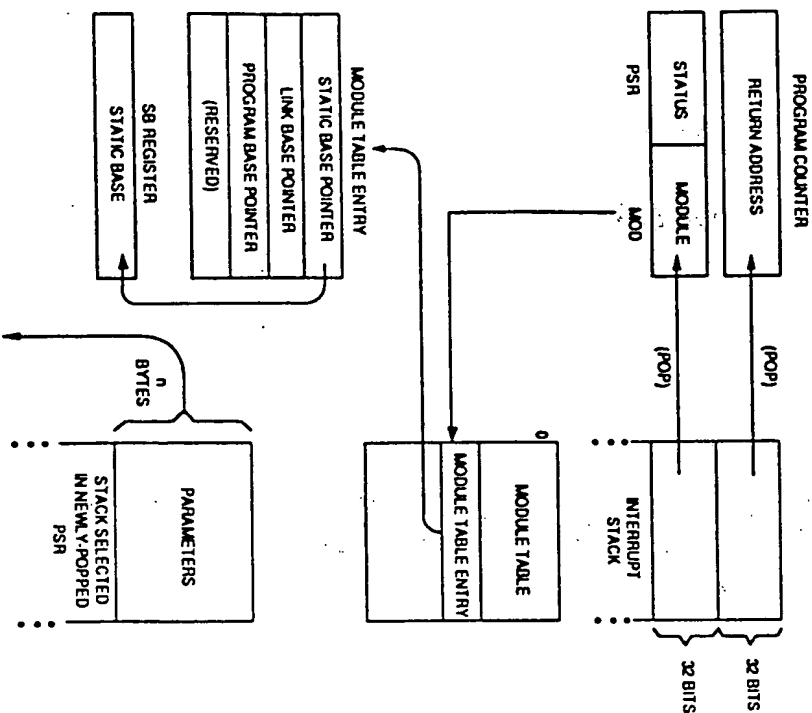 PROGRAM COUNTER
RETURN ADDRESS
(POP)
32 BITS
STATUS
MODULE
PSR
MOD
(POP)
32 BITS
INTERRUPT
STACK
0
MODULE TABLE
MODULE TABLE ENTRY
MODULE TABLE ENTRY
STATIC BASE POINTER
LINK BASE POINTER
PROGRAM BASE POINTER
(RESERVED)
SB REGISTER
STATIC BASE
n
BYTES
PARAMETERS
STACK SELECTED
IN NEWLY-POPPED
PSR